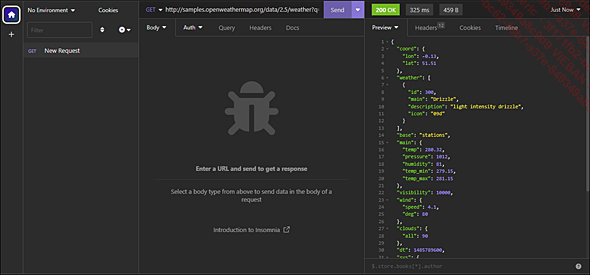 No Environment
Cookies
Filter
GET New Request
GET http://samples.openweathermap.org/data/2.5/weather?q
Send
Body
Auth
Query
Headers
Docs
Enter a URL and send to get a response
Select a body type from above to send data in the body of a
request
Introduction to Insomnia
200 OK
325 ms
459 B
Just Now
Preview
Headers
Cookies
Timeline
1 {
2 "coord": {
3 "lon": -0.13,
4 "lat": 51.51
5 },
6 "weather": [
7 {
8 "id": 300,
9 "main": "Drizzle",
10 "description": "light intensity drizzle",
11 "icon": "09d"
12 }
13 ],
14 "base": "stations",
15 "main": {
16 "temp": 280.32,
17 "pressure": 1012,
18 "humidity": 81,
19 "temp_min": 279.15,
20 "temp_max": 281.15
21 },
22 "visibility": 10000,
23 "wind": {
24 "speed": 4.1,
25 "deg": 80
26 },
27 "clouds": {
28 "all": 90
29 },
30 "dt": 1485789600,
$.store.books[*].author